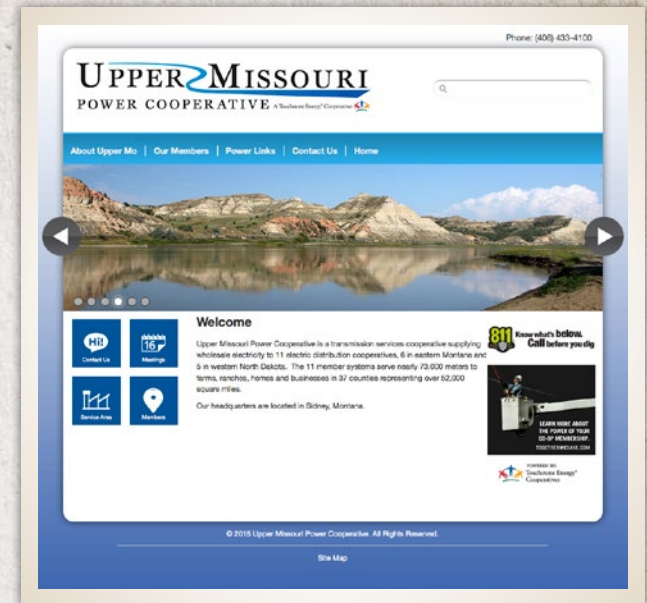 Phone: (406) 433-4100
UPPER MISSOURI
POWER COOPERATIVE A Touchstone Energy® Cooperative
About Upper Mo | Our Members | Power Links | Contact Us | Home
Hi!
Contact Us
16
Meetings
Service Area
Members
Welcome
Upper Missouri Power Cooperative is a transmission services cooperative supplying
wholesale electricity to 11 electric distribution cooperatives, 6 in eastern Montana and
5 in western North Dakota. The 11 member systems serve nearly 73,000 meters to
farms, ranches, homes and businesses in 37 counties representing over 52,000
square miles.
Our headquarters are located in Sidney, Montana.
811
Know what's below.
Call before you dig
LEARN MORE ABOUT
THE POWER OF YOUR
CO-OP MEMBERSHIP.
TOGETHERWESAVE.COM
POWERED BY:
Touchstone Energy®
Cooperatives
© 2015 Upper Missouri Power Cooperative. All Rights Reserved.
Site Map